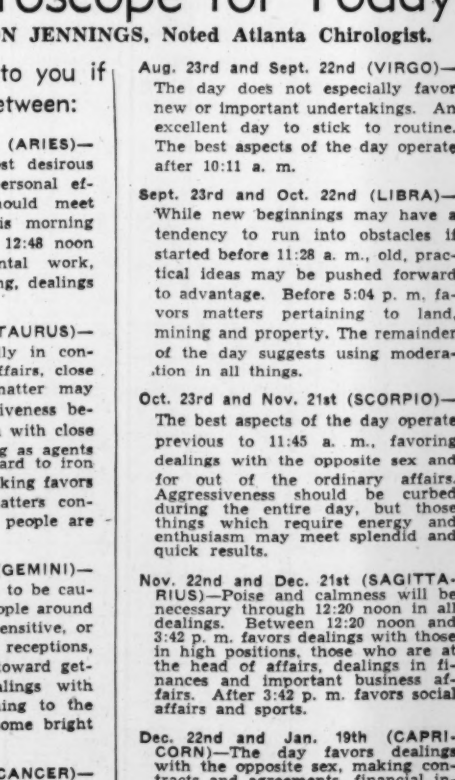 roscope for Today
ON JENNINGS, Noted Atlanta Chirologist.
to you if
etween:
(ARIES)—
st desirous
ersonal ef-
ould meet
is morning
12:48 noon
ntal work,
ng, dealings
TAURUS)—
ly in con-
ffairs, close
matter may
iveness be-
with close
g as agents
ard to iron
king favors
atters con-
people are
GEMINI)—
to be cau-
ople around
ensitive, or
receptions,
toward get-
alings with
ning to the
ome bright
CANCER)—
Aug. 23rd and Sept. 22nd (VIRGO)—
The day does not especially favor
new or important undertakings. An
excellent day to stick to routine.
The best aspects of the day operate
after 10:11 a. m.
Sept. 23rd and Oct. 22nd (LIBRA)—
While new beginnings may have a
tendency to run into obstacles if
started before 11:28 a. m., old, prac-
tical ideas may be pushed forward
to advantage. Before 5:04 p. m. fa-
vors matters pertaining to land,
mining and property. The remainder
of the day suggests using modera-
tion in all things.
Oct. 23rd and Nov. 21st (SCORPIO)—
The best aspects of the day operate
previous to 11:45 a. m., favoring
dealings with the opposite sex and
for out of the ordinary affairs.
Aggressiveness should be curbed
during the entire day, but those
things which require energy and
enthusiasm may meet splendid and
quick results.
Nov. 22nd and Dec. 21st (SAGITTA-
RIUS)—Poise and calmness will be
necessary through 12:20 noon in all
dealings. Between 12:20 noon and
3:42 p. m. favors dealings with those
in high positions, those who are at
the head of affairs, dealings in fi-
nances and important business af-
fairs. After 3:42 p. m. favors social
affairs and sports.
Dec. 22nd and Jan. 19th (CAPRI-
CORN)—The day favors dealings
with the opposite sex, making con-
tracts and agreements, financial in-